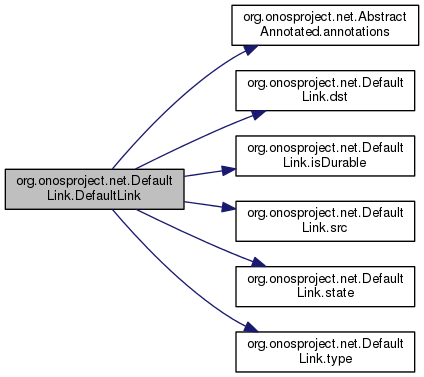 org.onosproject.net.Abstract
Annotated.annotations
org.onosproject.net.Default
Link.dst
org.onosproject.net.Default
Link.isDurable
org.onosproject.net.Default
Link.DefaultLink
org.onosproject.net.Default
Link.src
org.onosproject.net.Default
Link.state
org.onosproject.net.Default
Link.type